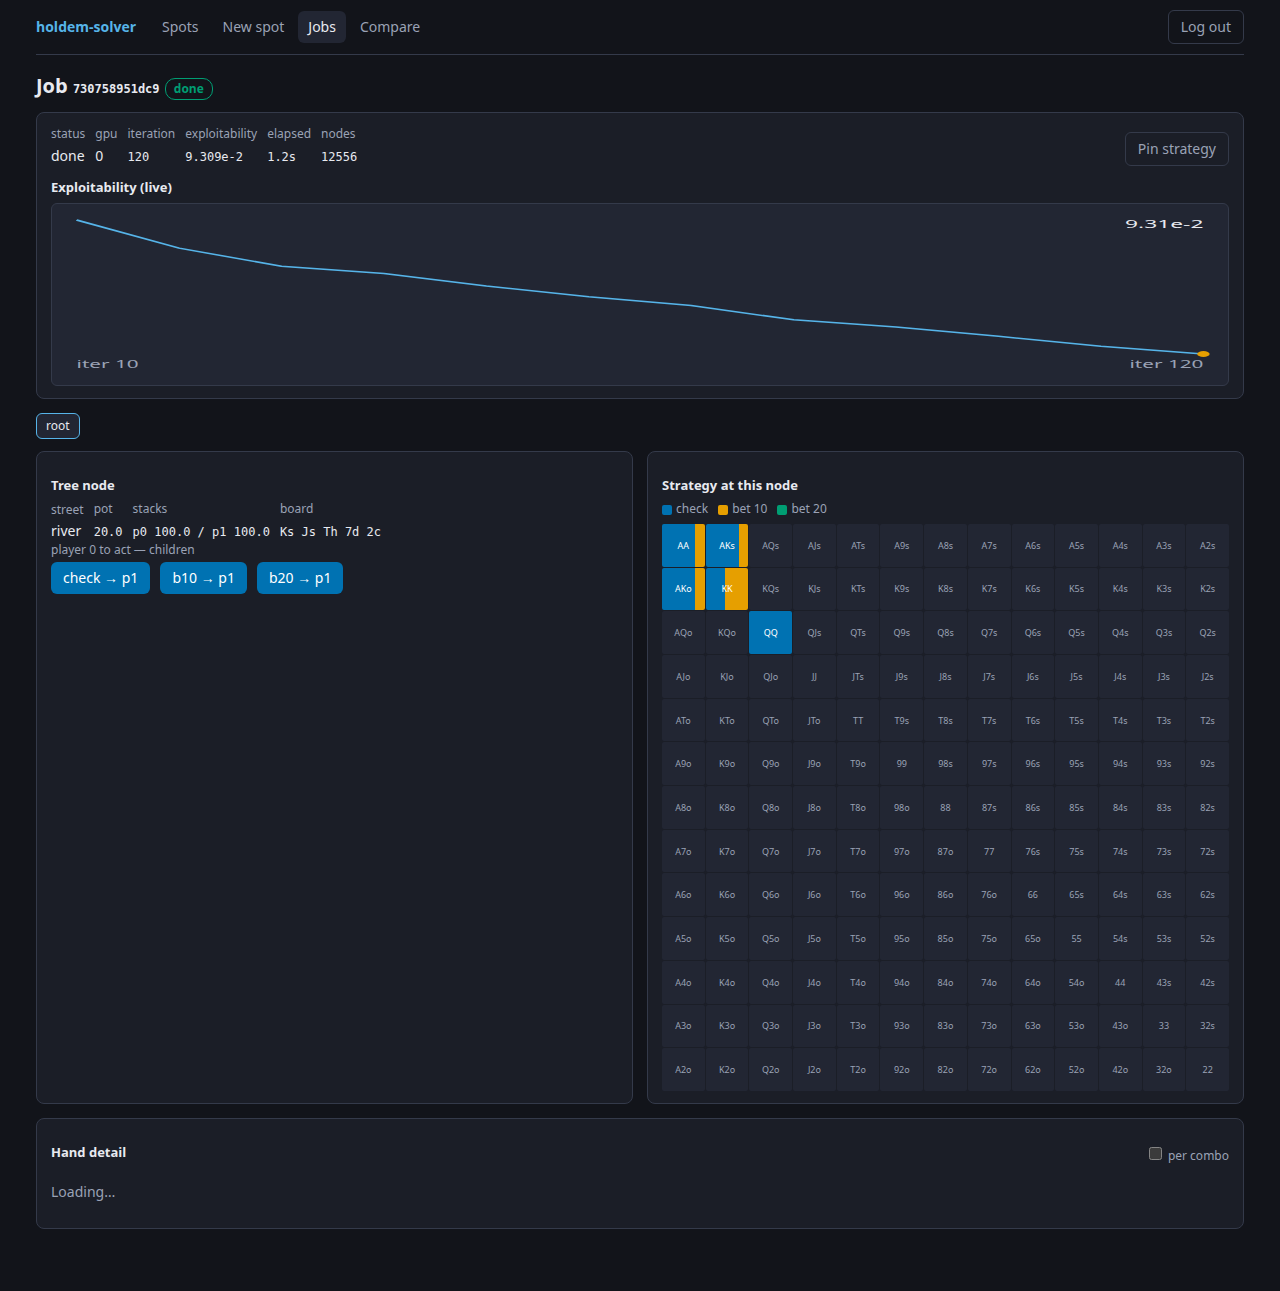 holdem-solver Spots New spot Jobs Compare Log out
Job 730758951dc9 done
status gpu iteration exploitability elapsed nodes
done 0 120 9.309e-2 1.2s 12556
Pin strategy
Exploitability (live)
9.31e-2
iter 10 iter 120
root
Tree node
street pot stacks board
river 20.0 p0 100.0 / p1 100.0 Ks Js Th 7d 2c
player 0 to act — children
check → p1 b10 → p1 b20 → p1
Strategy at this node
check bet 10 bet 20
AA AKs AQs AJs ATs A9s A8s A7s A6s A5s A4s A3s A2s
AKo KK KQs KJs KTs K9s K8s K7s K6s K5s K4s K3s K2s
AQo KQo QQ QJs QTs Q9s Q8s Q7s Q6s Q5s Q4s Q3s Q2s
AJo KJo QJo JJ JTs J9s J8s J7s J6s J5s J4s J3s J2s
ATo KTo QTo JTo TT T9s T8s T7s T6s T5s T4s T3s T2s
A9o K9o Q9o J9o T9o 99 98s 97s 96s 95s 94s 93s 92s
A8o K8o Q8o J8o T8o 98o 88 87s 86s 85s 84s 83s 82s
A7o K7o Q7o J7o T7o 97o 87o 77 76s 75s 74s 73s 72s
A6o K6o Q6o J6o T6o 96o 86o 76o 66 65s 64s 63s 62s
A5o K5o Q5o J5o T5o 95o 85o 75o 65o 55 54s 53s 52s
A4o K4o Q4o J4o T4o 94o 84o 74o 64o 54o 44 43s 42s
A3o K3o Q3o J3o T3o 93o 83o 73o 63o 53o 43o 33 32s
A2o K2o Q2o J2o T2o 92o 82o 72o 62o 52o 42o 32o 22
Hand detail
per combo
Loading...